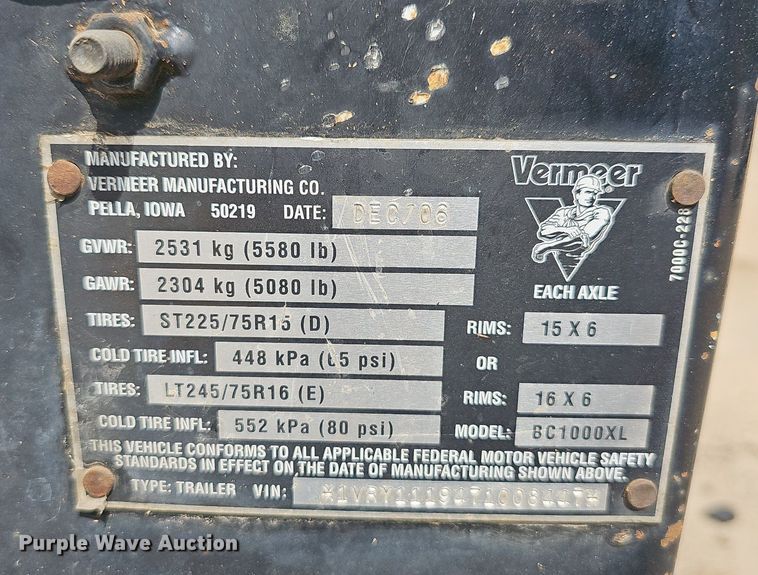 MANUFACTURED BY:
VERMEER MANUFACTURING CO.
PELLA, IOWA 50219 DATE: DEC/06
Vermeer
7000C-228
GVWR: 2531 kg (5580 lb)
GAWR: 2304 kg (5080 lb)
EACH AXLE
TIRES: ST225/75R15 (D) RIMS: 15 X 6
COLD TIRE INFL: 448 kPa (65 psi) OR
TIRES: LT245/75R16 (E) RIMS: 16 X 6
COLD TIRE INFL: 552 kPa (80 psi) MODEL: BC1000XL
THIS VEHICLE CONFORMS TO ALL APPLICABLE FEDERAL MOTOR VEHICLE SAFETY
STANDARDS IN EFFECT ON THE DATE OF MANUFACTURING SHOWN ABOVE.
TYPE: TRAILER VIN:
Purple Wave Auction